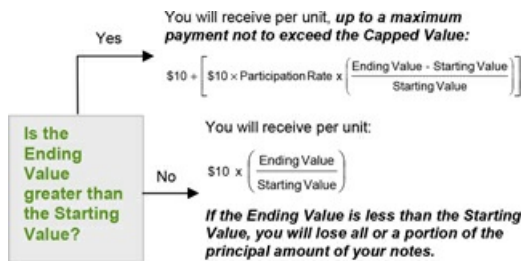 You will receive per unit, up to a maximum
payment not to exceed the Capped Value:
Yes
$10 + [ $10 × Participation Rate x ( Ending Value - Starting Value / Starting Value ) ]
You will receive per unit:
Is the
Ending
Value
greater than
the Starting
Value?
No
$10 x ( Ending Value / Starting Value )
If the Ending Value is less than the Starting
Value, you will lose all or a portion of the
principal amount of your notes.